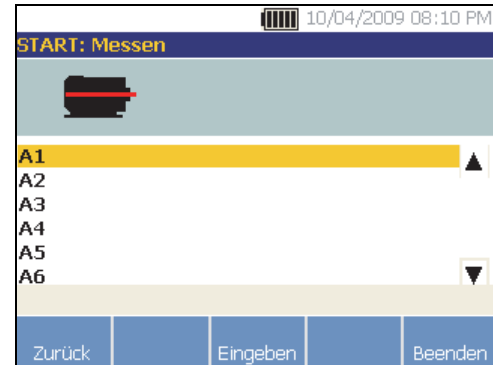 10/04/2009 08:10 PM
START: Messen
A1
A2
A3
A4
A5
A6
Zurück Eingeben Beenden